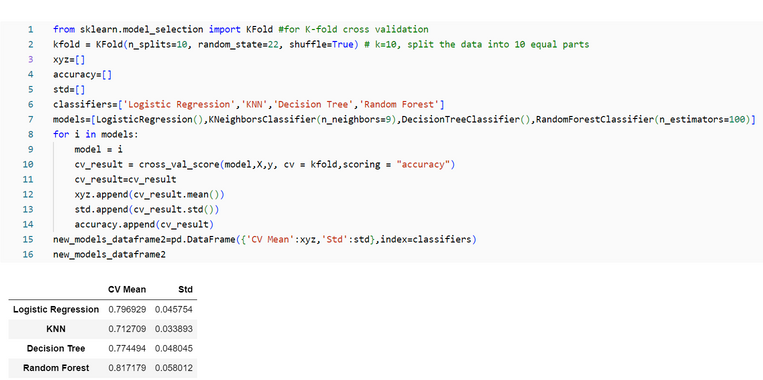 1 from sklearn.model_selection import KFold #for K-fold cross validation
2 kfold = KFold(n_splits=10, random_state=22, shuffle=True) # k=10, split the data into 10 equal parts
3 xyz=[]
4 accuracy=[]
5 std=[]
6 classifiers=['Logistic Regression','KNN','Decision Tree','Random Forest']
7 models=[LogisticRegression(),KNeighborsClassifier(n_neighbors=9),DecisionTreeClassifier(),RandomForestClassifier(n_estimators=100)]
8 for i in models:
9     model = i
10     cv_result = cross_val_score(model,X,y, cv = kfold,scoring = "accuracy")
11     cv_result=cv_result
12     xyz.append(cv_result.mean())
13     std.append(cv_result.std())
14     accuracy.append(cv_result)
15 new_models_dataframe2=pd.DataFrame({'CV Mean':xyz,'Std':std},index=classifiers)
16 new_models_dataframe2
CV Mean Std
Logistic Regression 0.796929 0.045754
KNN 0.712709 0.033893
Decision Tree 0.774494 0.048045
Random Forest 0.817179 0.058012